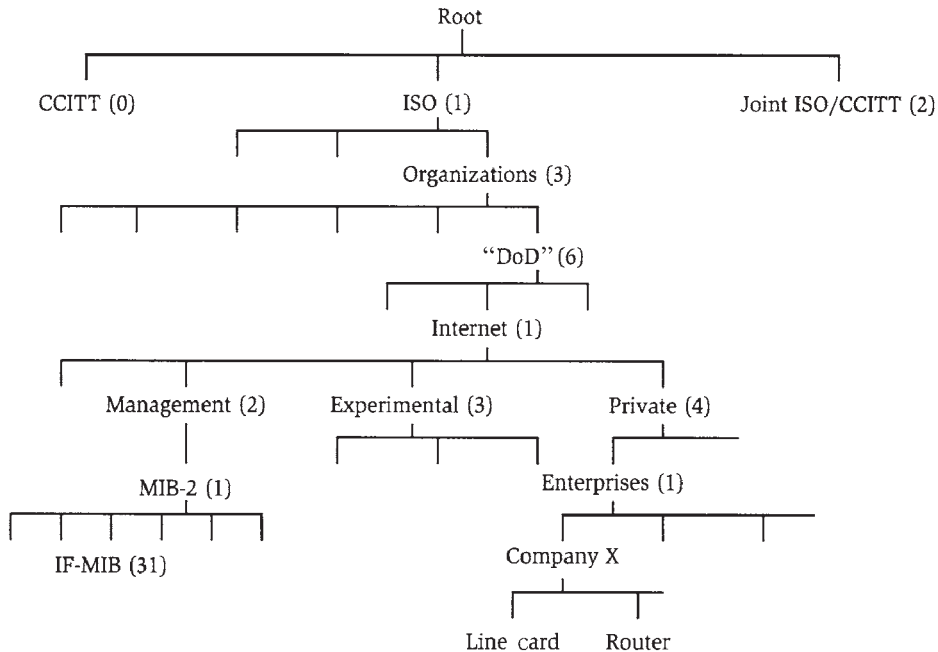 Root
CCITT (0) ISO (1) Joint ISO/CCITT (2)
Organizations (3)
“DoD” (6)
Internet (1)
Management (2) Experimental (3) Private (4)
MIB-2 (1) Enterprises (1)
IF-MIB (31) Company X
Line card Router